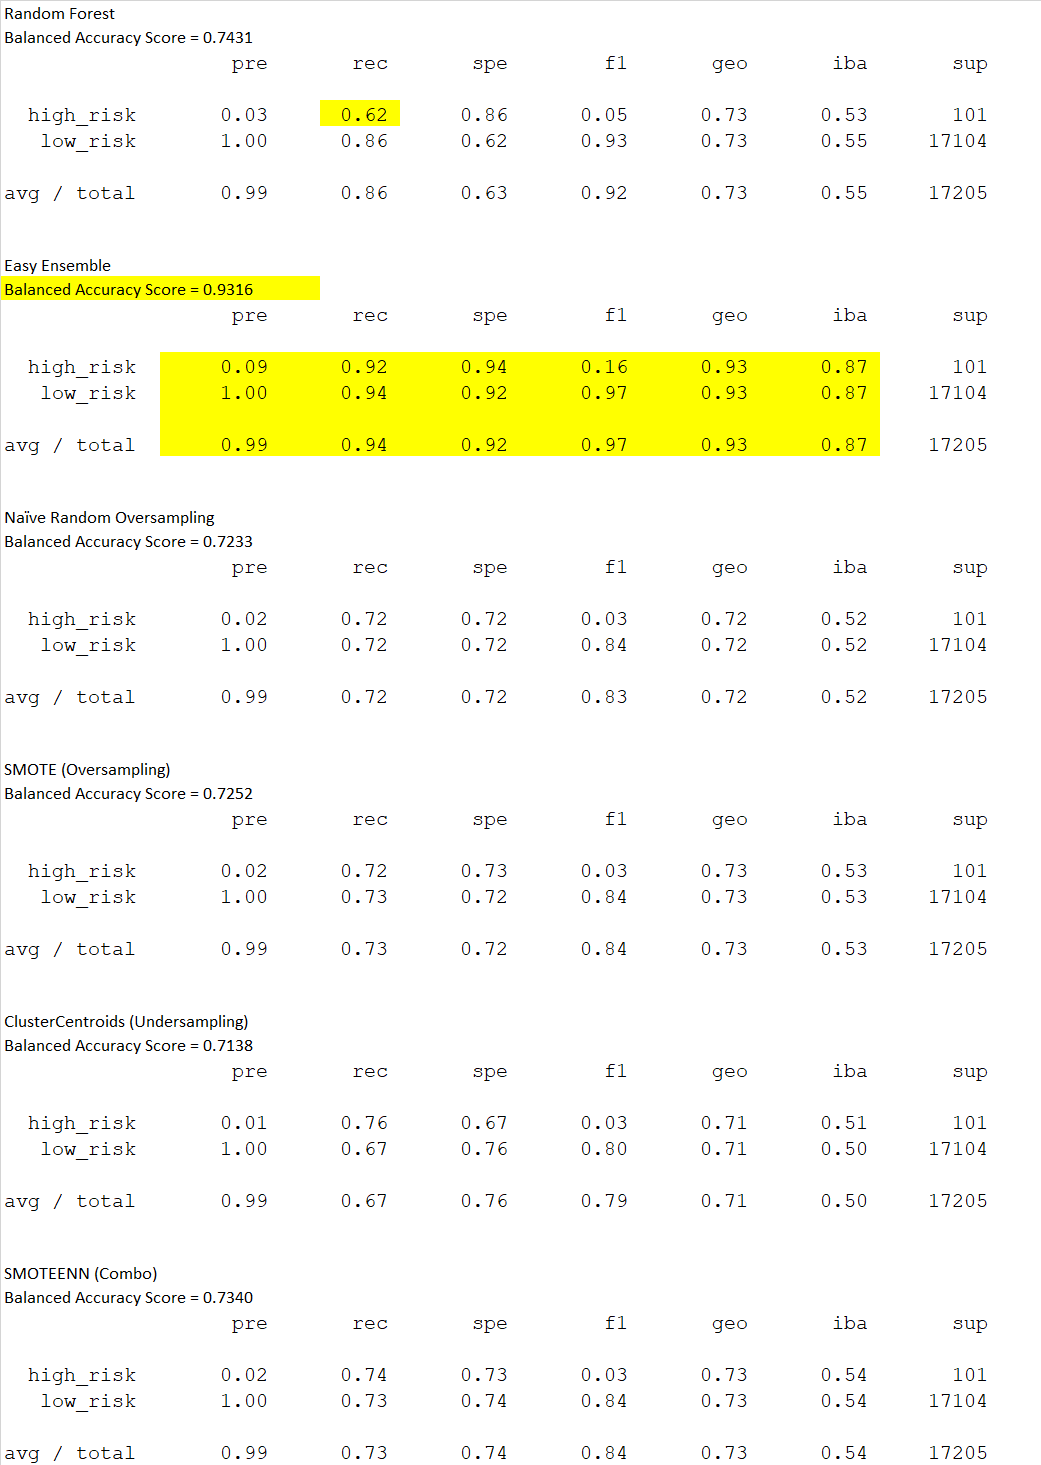 Random Forest
Balanced Accuracy Score = 0.7431
pre rec spe f1 geo iba sup
high_risk 0.03 0.62 0.86 0.05 0.73 0.53 101
low_risk 1.00 0.86 0.62 0.93 0.73 0.55 17104
avg / total 0.99 0.86 0.63 0.92 0.73 0.55 17205
Easy Ensemble
Balanced Accuracy Score = 0.9316
pre rec spe f1 geo iba sup
high_risk 0.09 0.92 0.94 0.16 0.93 0.87 101
low_risk 1.00 0.94 0.92 0.97 0.93 0.87 17104
avg / total 0.99 0.94 0.92 0.97 0.93 0.87 17205
Naïve Random Oversampling
Balanced Accuracy Score = 0.7233
pre rec spe f1 geo iba sup
high_risk 0.02 0.72 0.72 0.03 0.72 0.52 101
low_risk 1.00 0.72 0.72 0.84 0.72 0.52 17104
avg / total 0.99 0.72 0.72 0.83 0.72 0.52 17205
SMOTE (Oversampling)
Balanced Accuracy Score = 0.7252
pre rec spe f1 geo iba sup
high_risk 0.02 0.72 0.73 0.03 0.73 0.53 101
low_risk 1.00 0.73 0.72 0.84 0.73 0.53 17104
avg / total 0.99 0.73 0.72 0.84 0.73 0.53 17205
ClusterCentroids (Undersampling)
Balanced Accuracy Score = 0.7138
pre rec spe f1 geo iba sup
high_risk 0.01 0.76 0.67 0.03 0.71 0.51 101
low_risk 1.00 0.67 0.76 0.80 0.71 0.50 17104
avg / total 0.99 0.67 0.76 0.79 0.71 0.50 17205
SMOTEENN (Combo)
Balanced Accuracy Score = 0.7340
pre rec spe f1 geo iba sup
high_risk 0.02 0.74 0.73 0.03 0.73 0.54 101
low_risk 1.00 0.73 0.74 0.84 0.73 0.54 17104
avg / total 0.99 0.73 0.74 0.84 0.73 0.54 17205